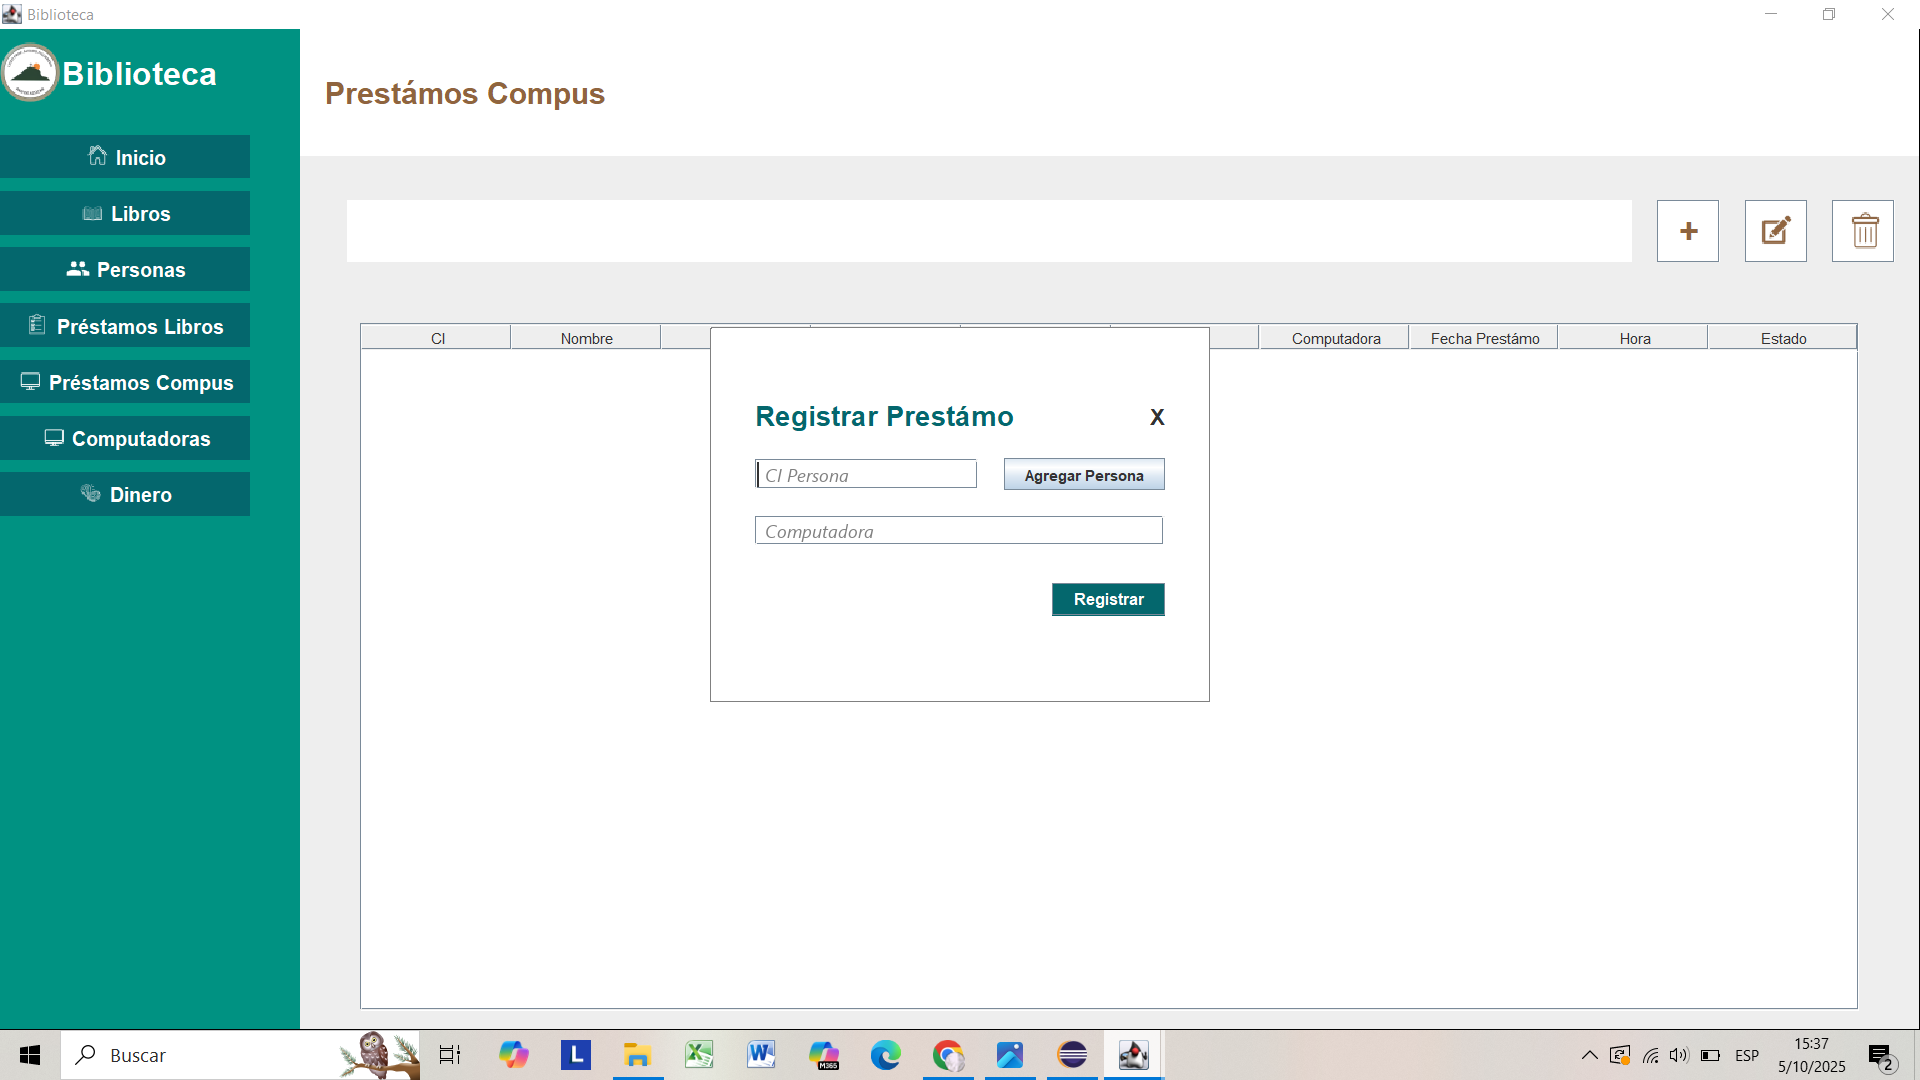 Biblioteca
Biblioteca
Prestámos Compus
Inicio
Libros
Personas
Préstamos Libros
Préstamos Compus
Computadoras
Dinero
+
CI Nombre Computadora Fecha Prestámo Hora Estado
Registrar Prestámo X
CI Persona Agregar Persona
Computadora
Registrar
Buscar
L
M365
ESP
15:37
5/10/2025
2